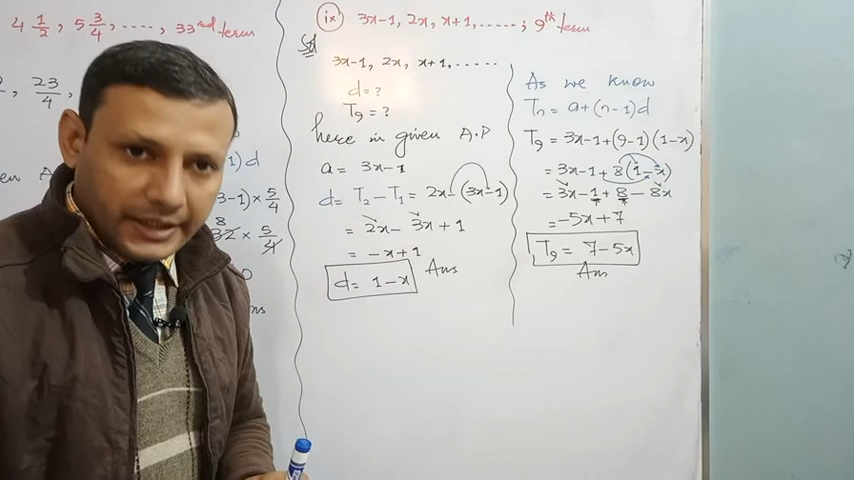 4 1/2, 5 3/4, ....., 33rd term
23/4,
1) d
3-1) × 5/4
8
32 × 5/4
ix) 3x-1, 2x, x+1, ......; 9th term
Sol
3x-1, 2x, x+1, ......
d= ?
T9= ?
here in given A.P
a= 3x-1
d= T2-T1 = 2x-(3x-1)
= 2x-3x+1
= -x+1
d= 1-x Ans
As we know
Tn= a+(n-1)d
T9= 3x-1+(9-1)(1-x)
= 3x-1+8(1-x)
= 3x-1+8-8x
= -5x+7
T9= 7-5x
Ans